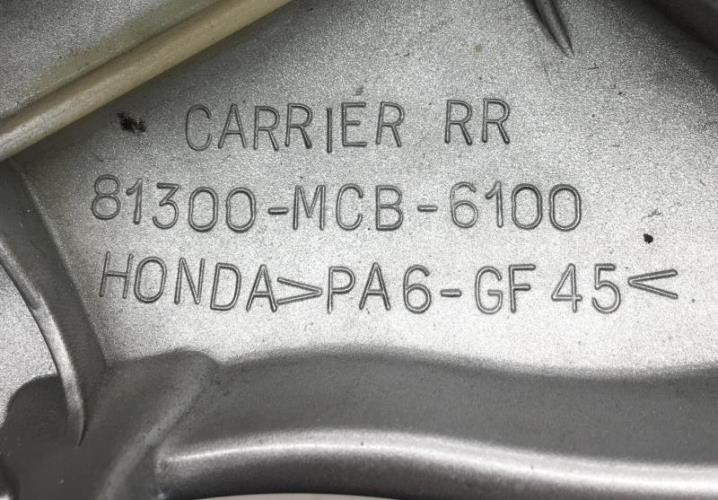 CARRIER RR
81300-MCB-6100
HONDA>PA6-GF45<